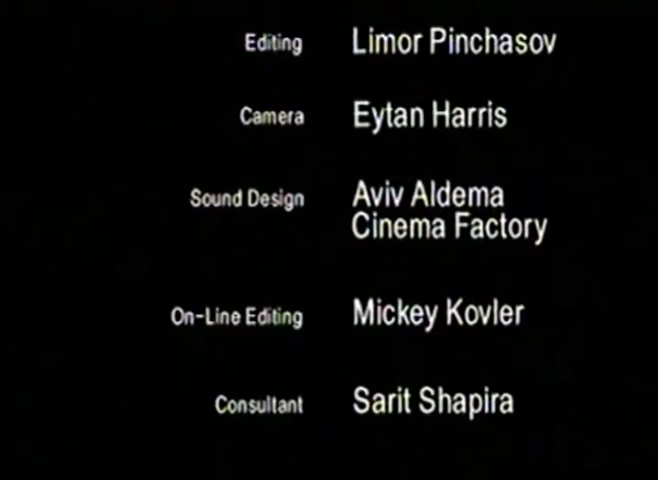 Editing Limor Pinchasov
Camera Eytan Harris
Sound Design Aviv Aldema
Cinema Factory
On-Line Editing Mickey Kovler
Consultant Sarit Shapira